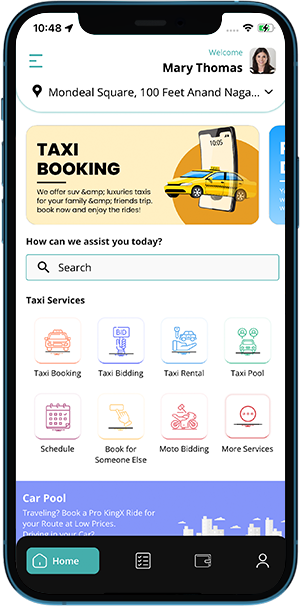 10:48
Welcome
Mary Thomas
Mondeal Square, 100 Feet Anand Naga...
TAXI
BOOKING
We offer suv &amp; luxuries taxis
for your family &amp; friends trip.
book now and enjoy the rides!
10:05
How can we assist you today?
Search
Taxi Services
BID
Taxi Booking
Taxi Bidding
Taxi Rental
Taxi Pool
Schedule
Book for
Someone Else
Moto Bidding
More Services
Car Pool
Traveling? Book a Pro KingX Ride for
your Route at Low Prices.
Driving in your Car?
Home